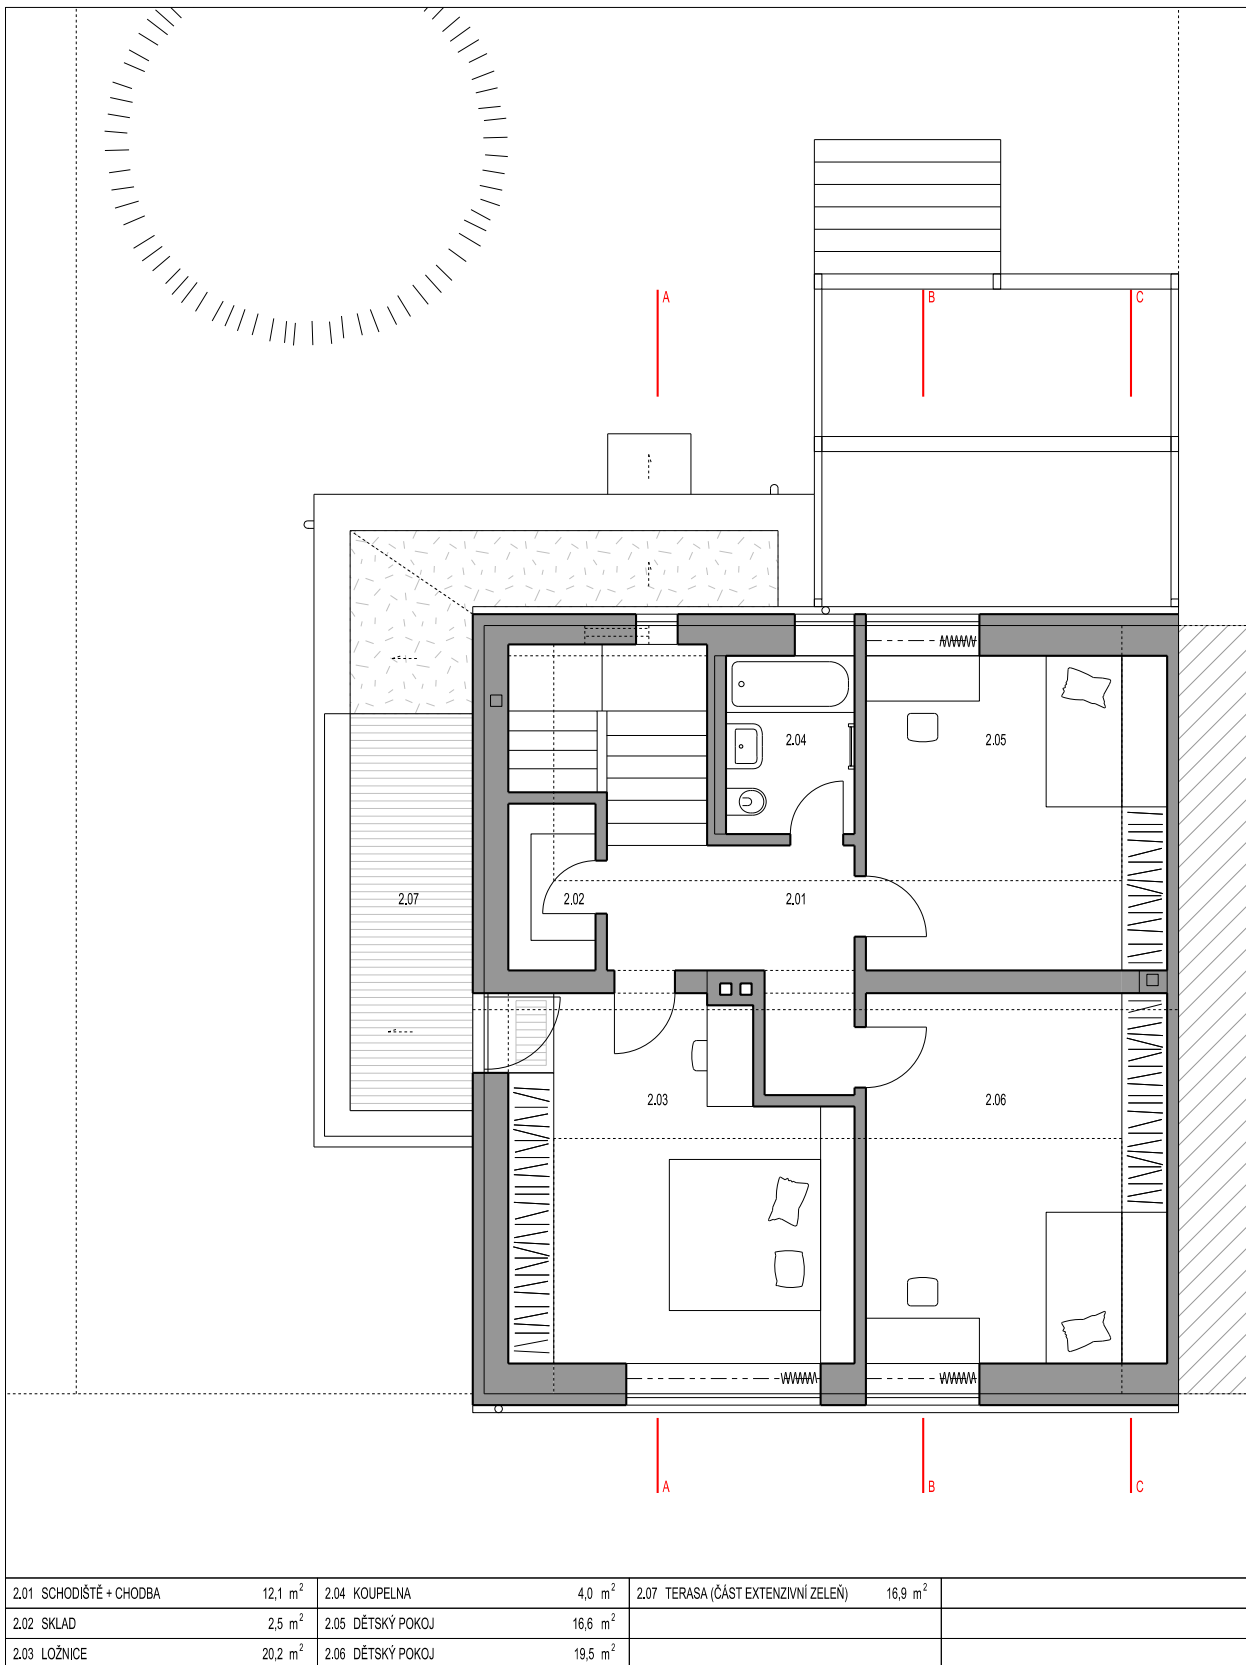 A
B
C
2.04
2.05
2.07
2.02
2.01
2.03
2.06
A
B
C
2.01 SCHODIŠTĚ + CHODBA 12,1 m²
2.04 KOUPELNA 4,0 m²
2.07 TERASA (ČÁST EXTENZIVNÍ ZELEŇ) 16,9 m²
2.02 SKLAD 2,5 m²
2.05 DĚTSKÝ POKOJ 16,6 m²
2.03 LOŽNICE 20,2 m²
2.06 DĚTSKÝ POKOJ 19,5 m²